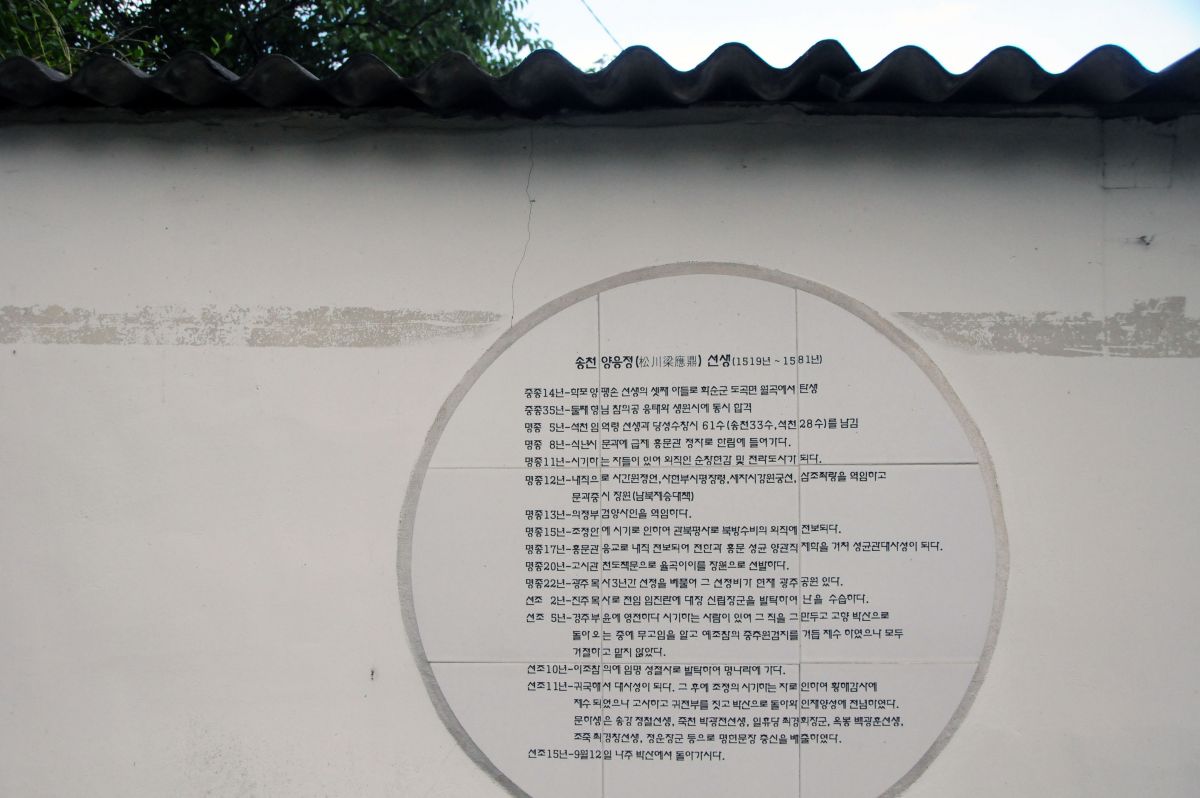 송천 양응정(松川梁應鼎) 선생(1519년 ~ 1581년)
중종14년-학포 양팽손 선생의 셋째 아들로 화순군 도곡면 월곡에서 탄생
중종35년-둘째 형님 참의공 응태와 생원시에 동시 합격
명종 5년-석천 임억령 선생과 당성수창시 61수(송천33수,석천 28수)를 남김
명종 8년-식년시 문과에 급제 홍문관 정자로 한림에 들어가다.
명종11년-시기하는 자들이 있어 외직인 순창현감 및 전라도사가 되다.
명종12년-내직으로 사간원정언,사헌부시평장령,세자시강원궁선, 삼조좌랑을 역임하고
문과중시 장원(남북제승대책)
명종13년-의정부 검양사인을 역임하다.
명종15년-조정안에 시기로 인하여 관북평사로 북방수비의 외직에 전보되다.
명종17년-홍문관 응교로 내직 전보되어 전한과 홍문 성균 양관직 제학을 거쳐 성균관대사성이 되다.
명종20년-고시관 천도책문으로 율곡이이를 장원으로 선발하다.
명종22년-광주 목사3년간 선정을 베풀어 그 선정비가 현재 광주 공원 있다.
선조 2년-진주 목사로 전임 임진란에 대장 신립장군을 발탁하여 난을 수습하다.
선조 5년-경주부 윤에 영전하다 시기하는 사람이 있어 그 직을 그만두고 고향 박산으로
돌아오는 중에 무고임을 알고 예조참의 중추원검지를 거듭 제수 하였으나 모두
거절하고 맡지 않았다.
선조10년-이조참의에 임명 성절사로 발탁하여 명나라에 가다.
선조11년-귀국해서 대사성이 되다. 그 후에 조정의 시기하는 자로 인하여 황해감사에
제수되었으나 고사하고 귀전부를 짓고 박산으로 돌아와 인재양성에 전념하였다.
문하생은 송강 정철선생, 죽천 박광전선생, 일휴당 최경회장군, 옥봉 백광훈선생,
조죽 최경창선생, 정운장군 등으로 명현문장 충신을 배출하였다.
선조15년-9월12일 나주 박산에서 돌아가시다.